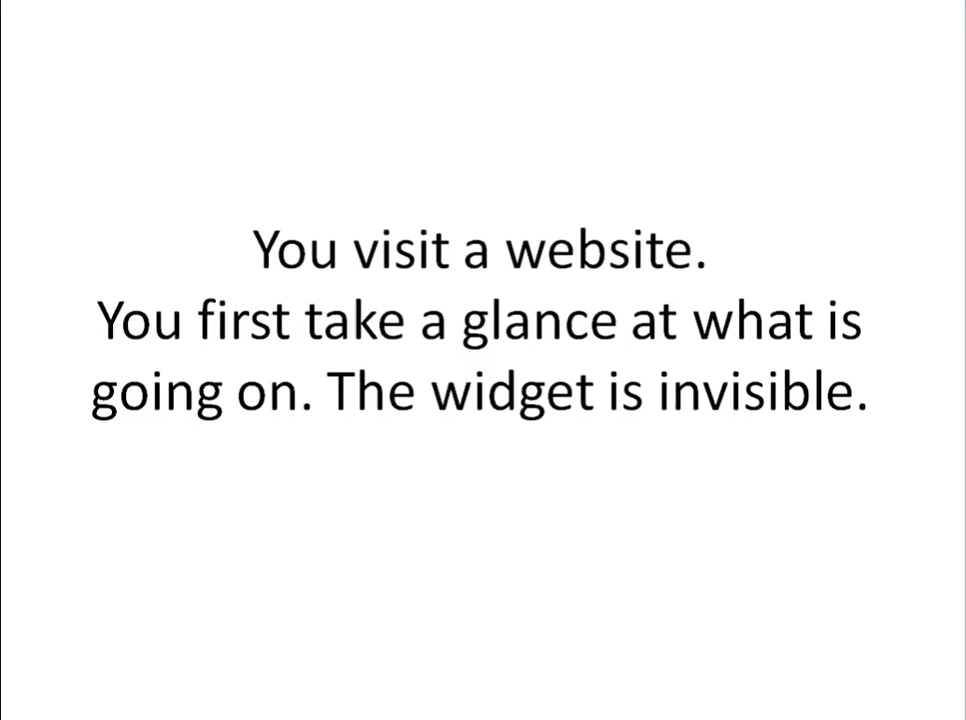 You visit a website.
You first take a glance at what is
going on. The widget is invisible.